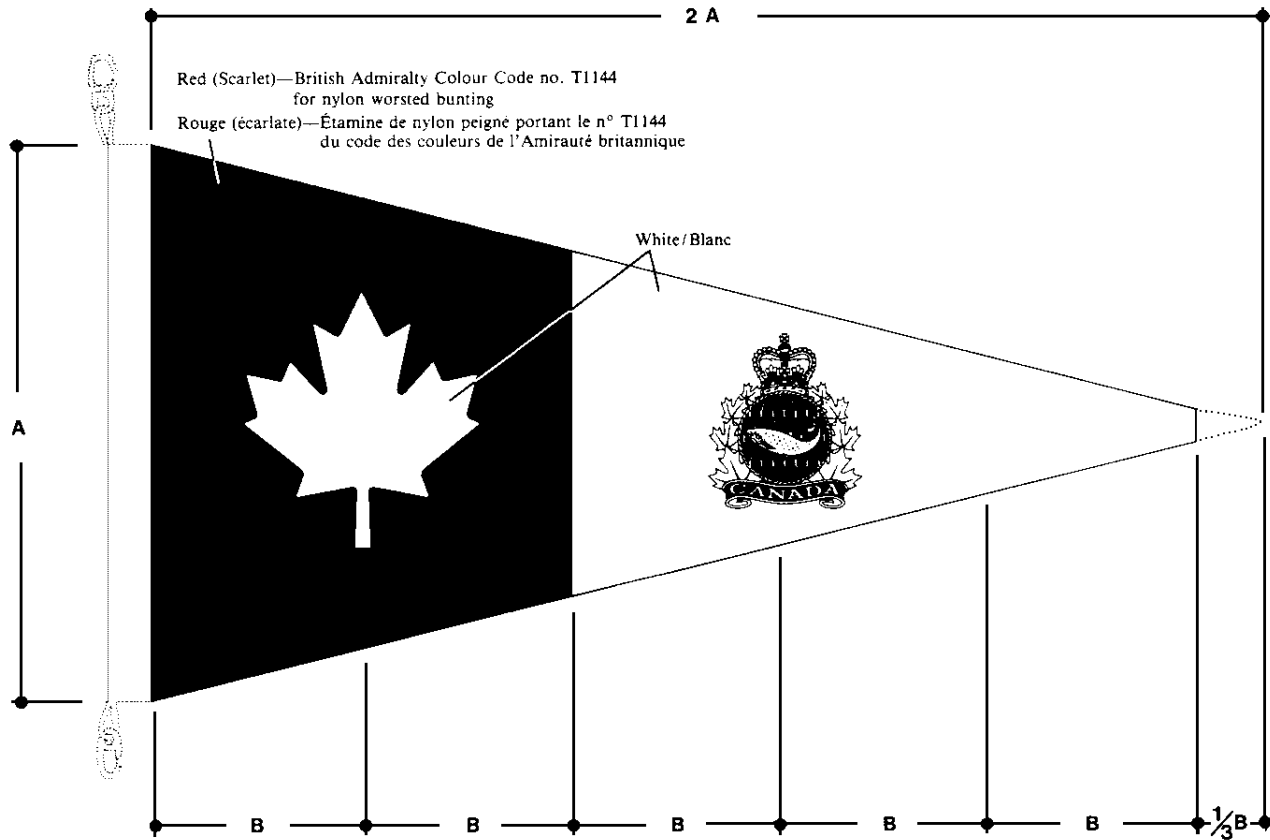 2 A
Red (Scarlet)—British Admiralty Colour Code no. T1144
for nylon worsted bunting
Rouge (écarlate)—Étamine de nylon peigné portant le n° T1144
du code des couleurs de l'Amirauté britannique
White/Blanc
A
CANADA
B B B B B ⅓B